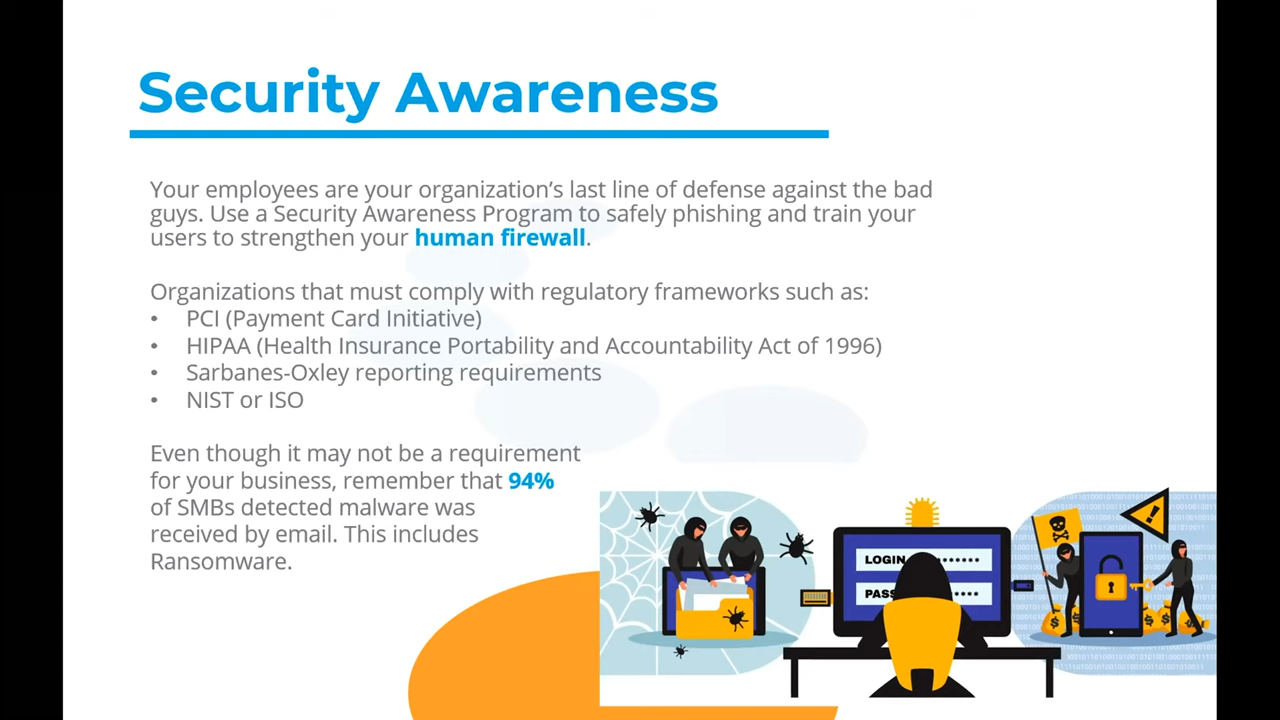 Security Awareness
Your employees are your organization's last line of defense against the bad
guys. Use a Security Awareness Program to safely phishing and train your
users to strengthen your human firewall.
Organizations that must comply with regulatory frameworks such as:
• PCI (Payment Card Initiative)
• HIPAA (Health Insurance Portability and Accountability Act of 1996)
• Sarbanes-Oxley reporting requirements
• NIST or ISO
Even though it may not be a requirement
for your business, remember that 94%
of SMBs detected malware was
received by email. This includes
Ransomware.
LOGIN
PASS